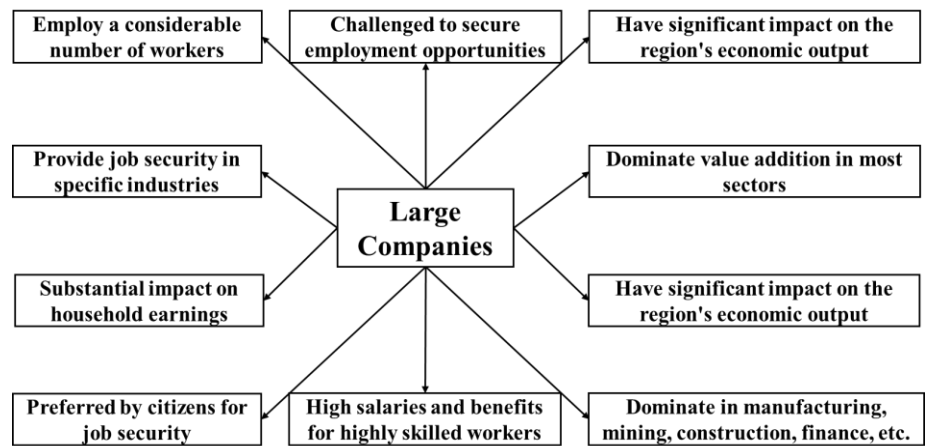 Employ a considerable
number of workers
Challenged to secure
employment opportunities
Have significant impact on the
region's economic output
Provide job security in
specific industries
Dominate value addition in most
sectors
Large
Companies
Substantial impact on
household earnings
Have significant impact on the
region's economic output
Preferred by citizens for
job security
High salaries and benefits
for highly skilled workers
Dominate in manufacturing,
mining, construction, finance, etc.